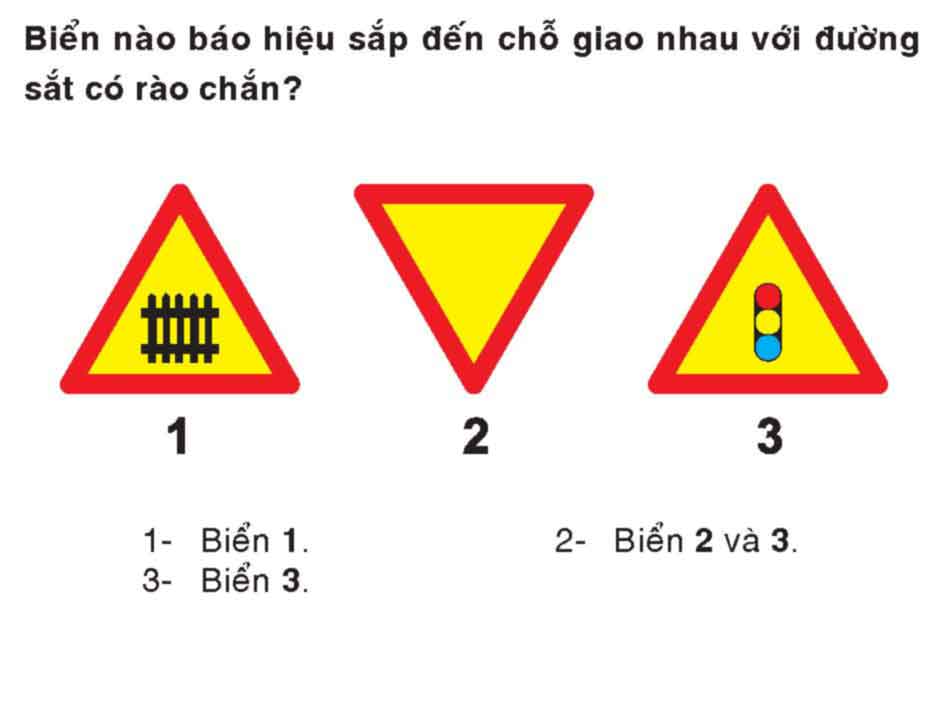 Biển nào báo hiệu sắp đến chỗ giao nhau với đường
sắt có rào chắn?
1 2 3
1- Biển 1. 2- Biển 2 và 3.
3- Biển 3.